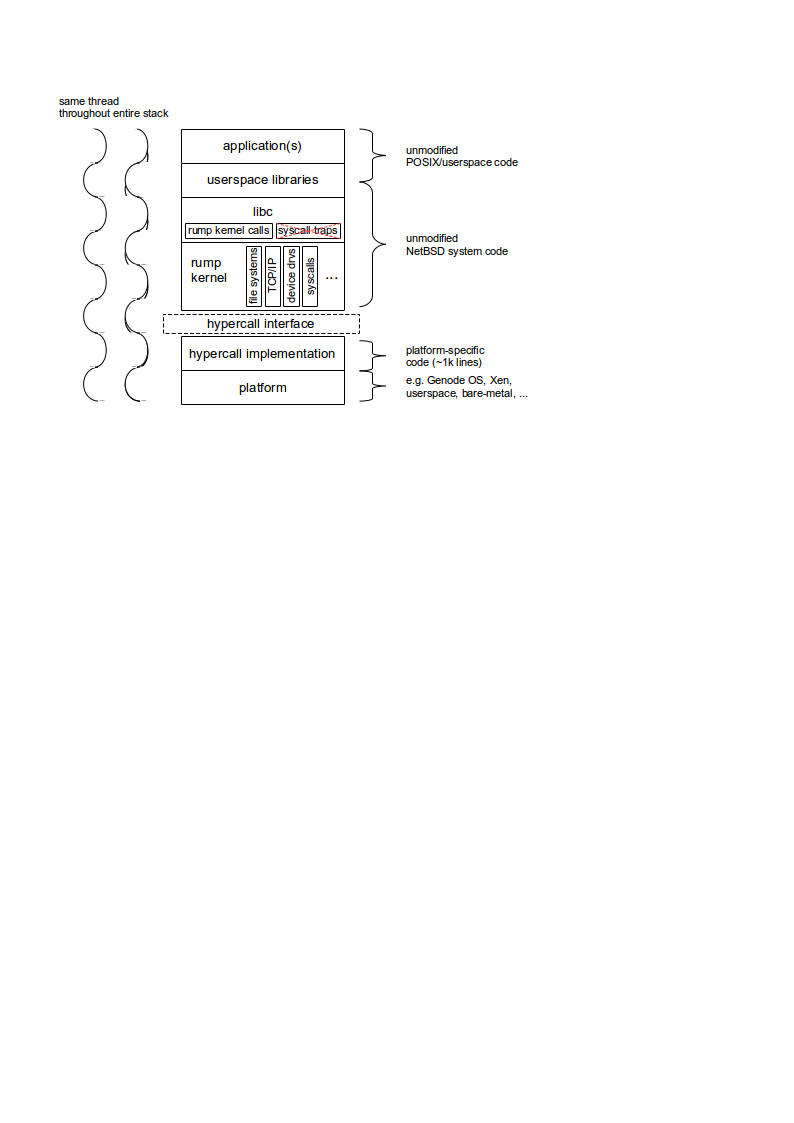 same thread
throughout entire stack
application(s)
unmodified
POSIX/userspace code
userspace libraries
libc
rump kernel calls
syscall traps
unmodified
NetBSD system code
rump
kernel
file systems
TCP/IP
device drvs
syscalls
...
hypercall interface
hypercall implementation
platform-specific
code (~1k lines)
platform
e.g. Genode OS, Xen,
userspace, bare-metal, ...